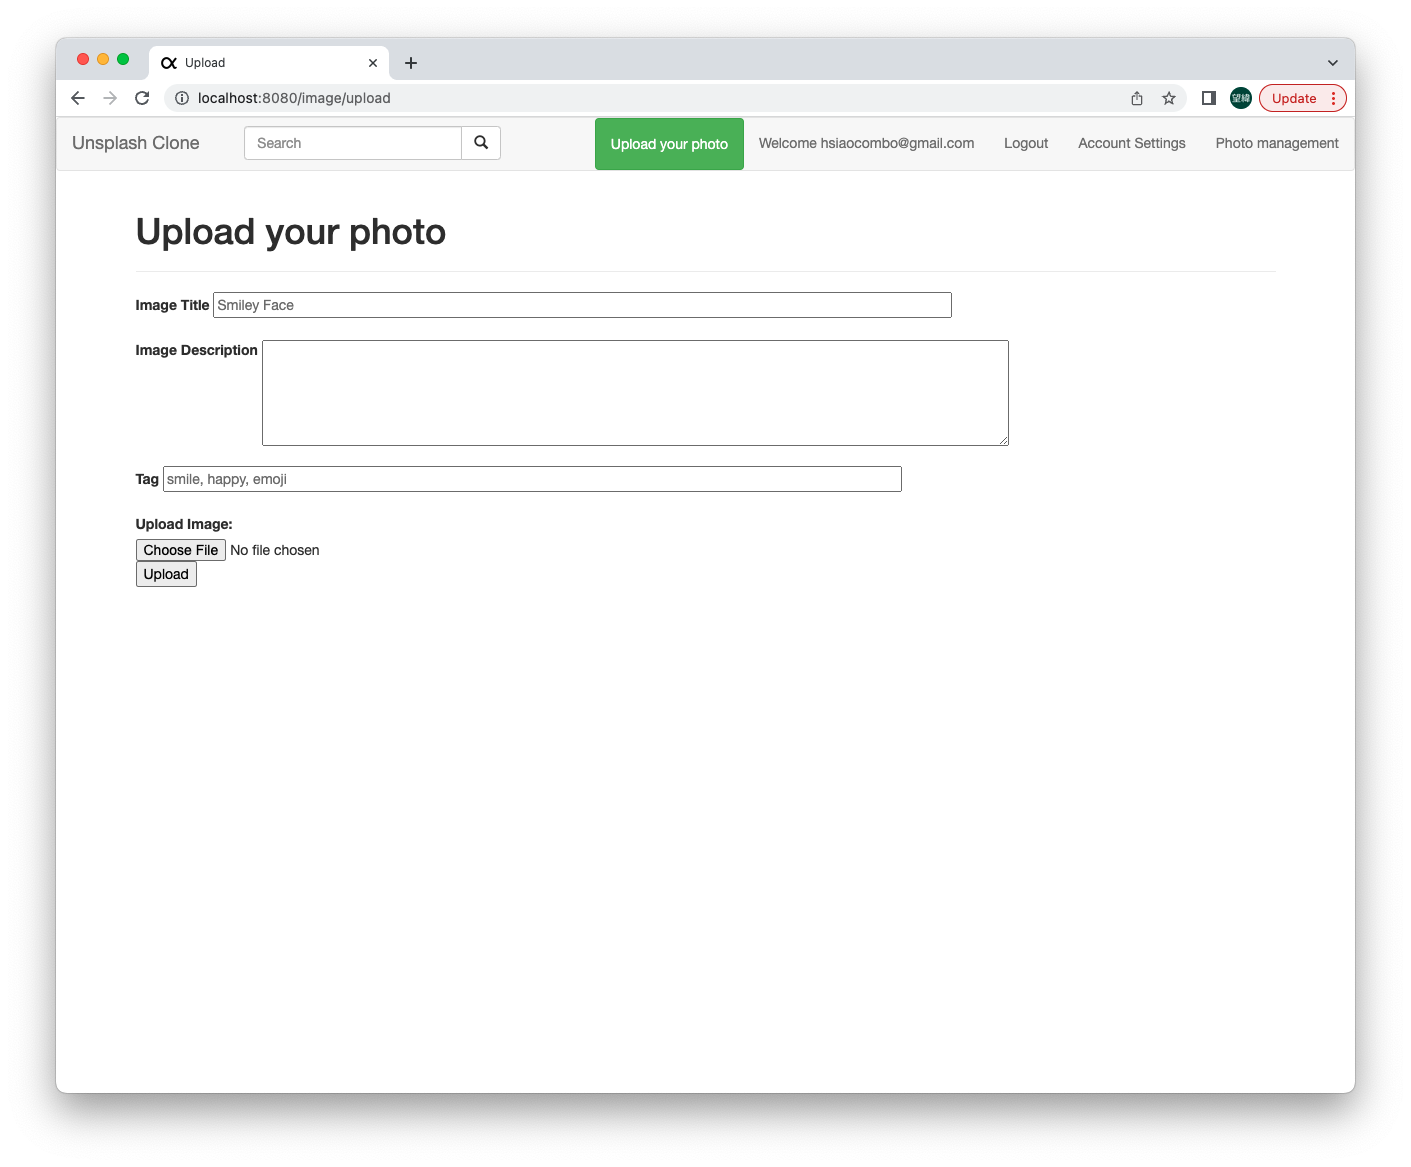 Upload
localhost:8080/image/upload
望緯
Update
Unsplash Clone
Search
Upload your photo
Welcome hsiaocombo@gmail.com
Logout
Account Settings
Photo management
Upload your photo
Image Title Smiley Face
Image Description
Tag smile, happy, emoji
Upload Image:
Choose File No file chosen
Upload